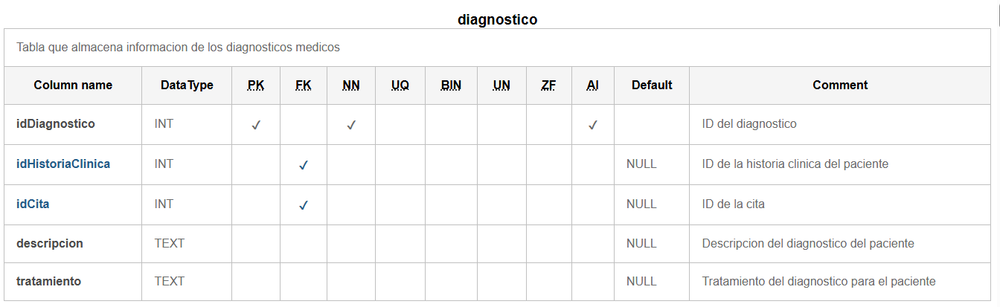 diagnostico
Tabla que almacena informacion de los diagnosticos medicos
Column name DataType PK FK NN UQ BIN UN ZF AI Default Comment
idDiagnostico INT ✓ ✓ ✓ ID del diagnostico
idHistoriaClinica INT ✓ NULL ID de la historia clinica del paciente
idCita INT ✓ NULL ID de la cita
descripcion TEXT NULL Descripcion del diagnostico del paciente
tratamiento TEXT NULL Tratamiento del diagnostico para el paciente